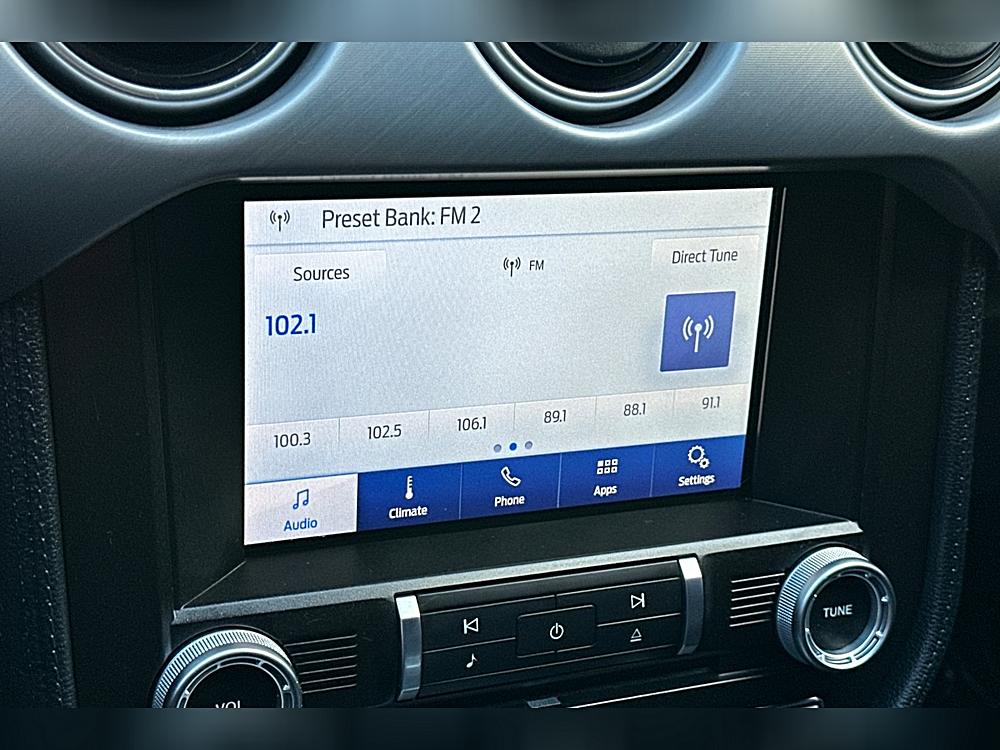 Preset Bank: FM 2
Sources
FM
Direct Tune
102.1
100.3 102.5 106.1 89.1 88.1 91.1
Audio Climate Phone Apps Settings
TUNE
VOL